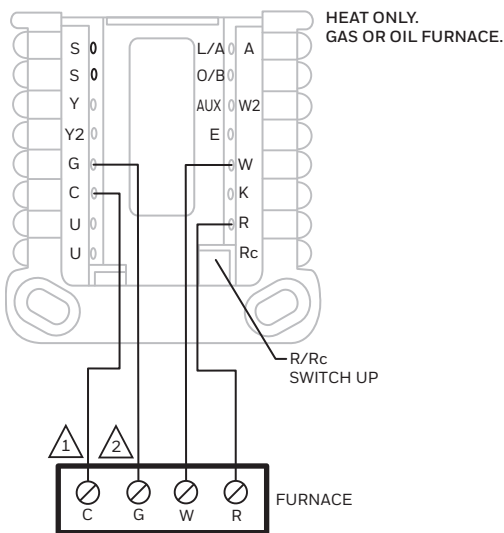 HEAT ONLY.
GAS OR OIL FURNACE.
S L/A A
S O/B
Y AUX W2
Y2 E
G W
C K
U R
U Rc
R/Rc
SWITCH UP
1 2
FURNACE
C G W R